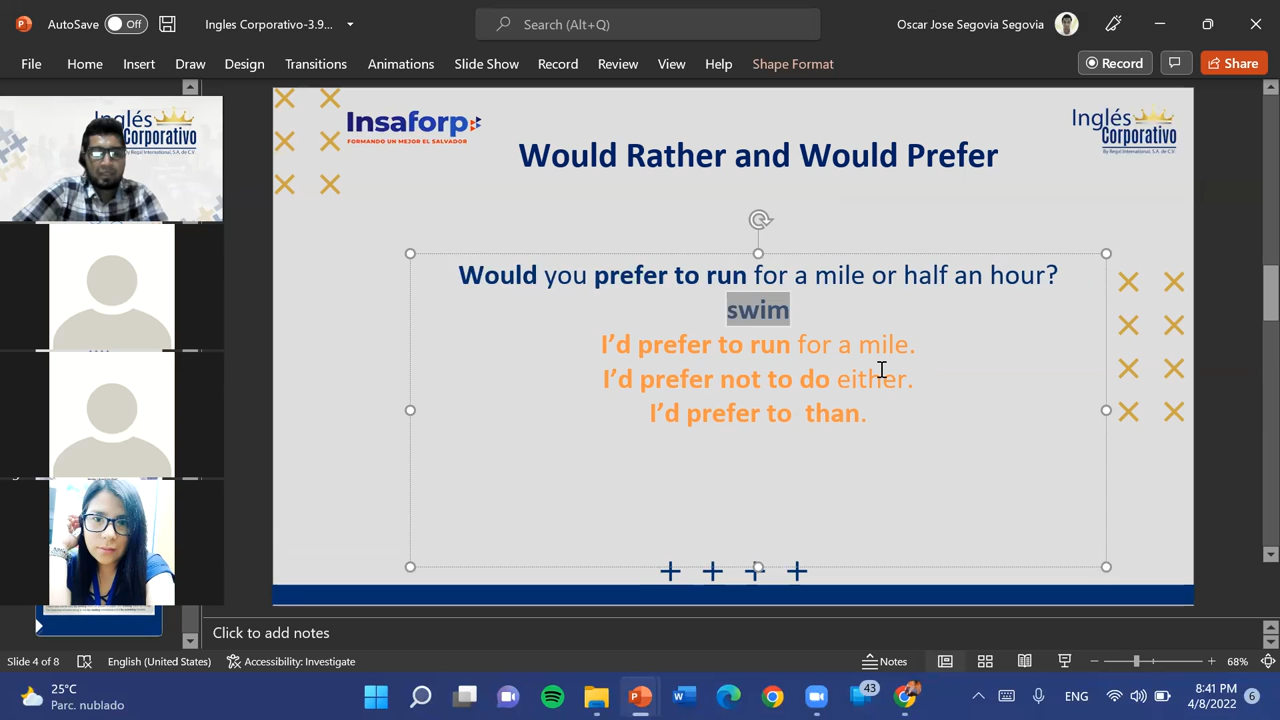 AutoSave Off Ingles Corporativo-3.9... Search (Alt+Q) Oscar Jose Segovia Segovia
File Home Insert Draw Design Transitions Animations Slide Show Record Review View Help Shape Format Record Share
Inglés
Corporativo
Insaforp
FORMANDO UN MEJOR EL SALVADOR
Inglés
Corporativo
By Regul International, S.A. de C.V.
Would Rather and Would Prefer
Would you prefer to run for a mile or half an hour?
swim
I’d prefer to run for a mile.
I’d prefer not to do either.
I’d prefer to than.
Click to add notes
Slide 4 of 8 English (United States) Accessibility: Investigate Notes 68%
25°C
Parc. nublado
43
ENG
8:41 PM
4/8/2022
6